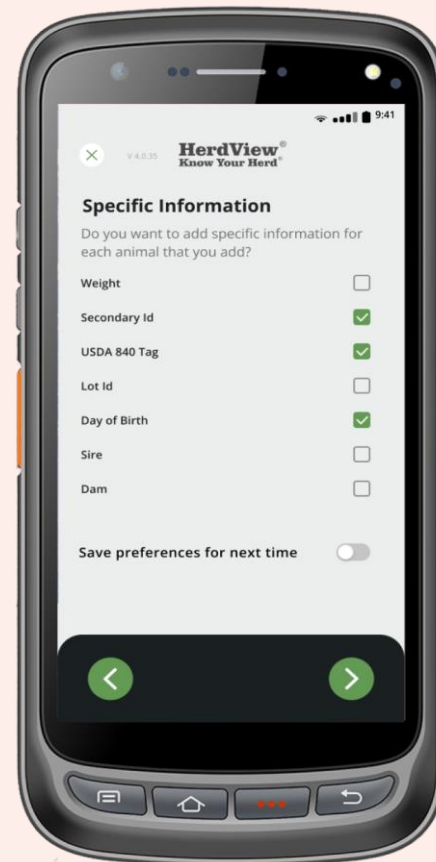 9:41
V 4.0.35
HerdView®
Know Your Herd®
Specific Information
Do you want to add specific information for
each animal that you add?
Weight
Secondary Id
USDA 840 Tag
Lot Id
Day of Birth
Sire
Dam
Save preferences for next time